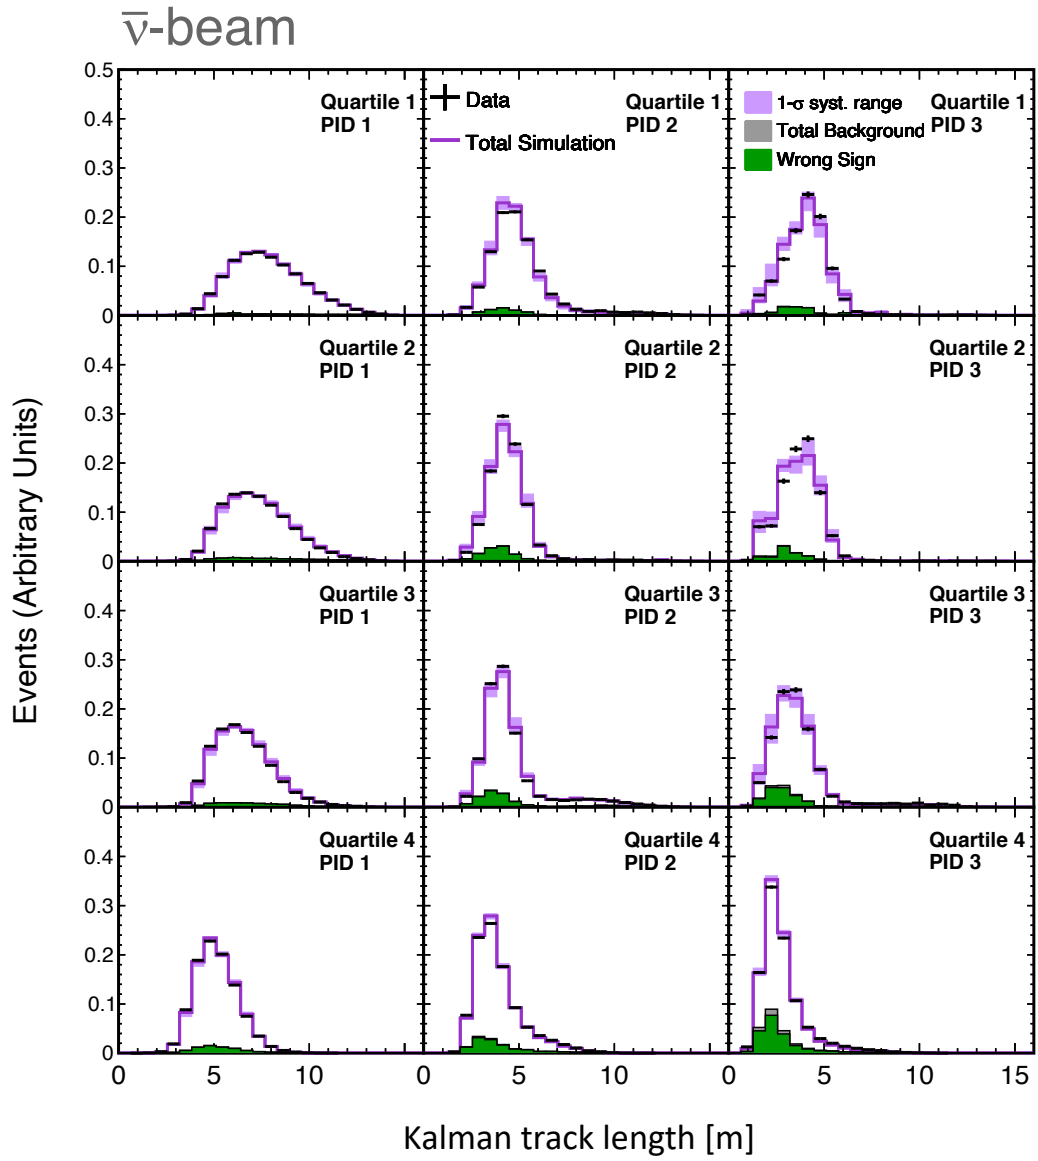 ν̅-beam
Quartile 1
PID 1
Data
Total Simulation
Quartile 1
PID 2
1-σ syst. range
Total Background
Wrong Sign
Quartile 1
PID 3
0.5
0.4
0.3
0.2
0.1
0
Quartile 2
PID 1
Quartile 2
PID 2
Quartile 2
PID 3
0.4
0.3
0.2
0.1
0
Quartile 3
PID 1
Quartile 3
PID 2
Quartile 3
PID 3
0.4
0.3
0.2
0.1
0
Quartile 4
PID 1
Quartile 4
PID 2
Quartile 4
PID 3
0.4
0.3
0.2
0.1
0
0 5 10 0 5 10 0 5 10 15
Events (Arbitrary Units)
Kalman track length [m]